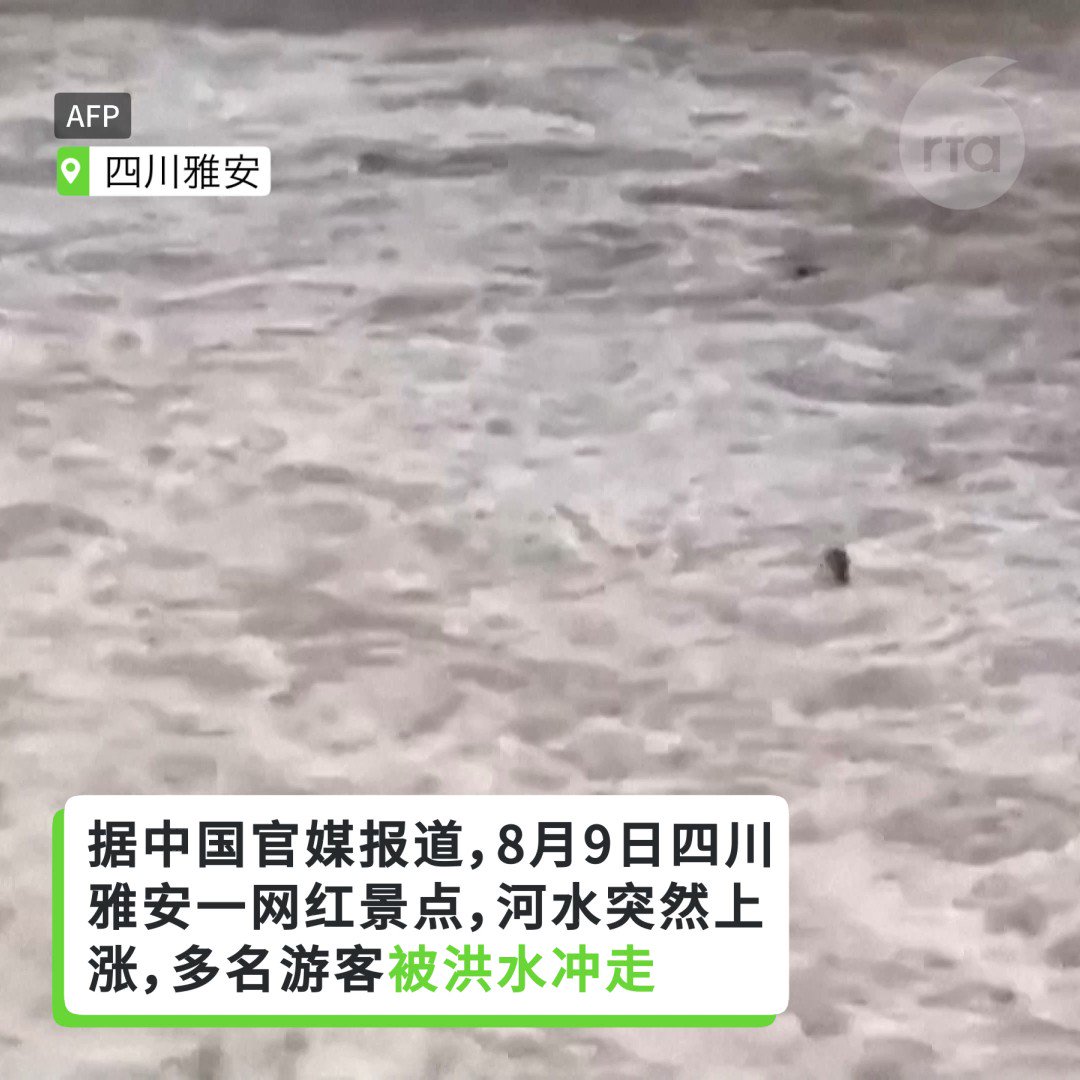 AFP
四川雅安
rfa
据中国官媒报道，8月9日四川
雅安一网红景点，河水突然上
涨，多名游客被洪水冲走